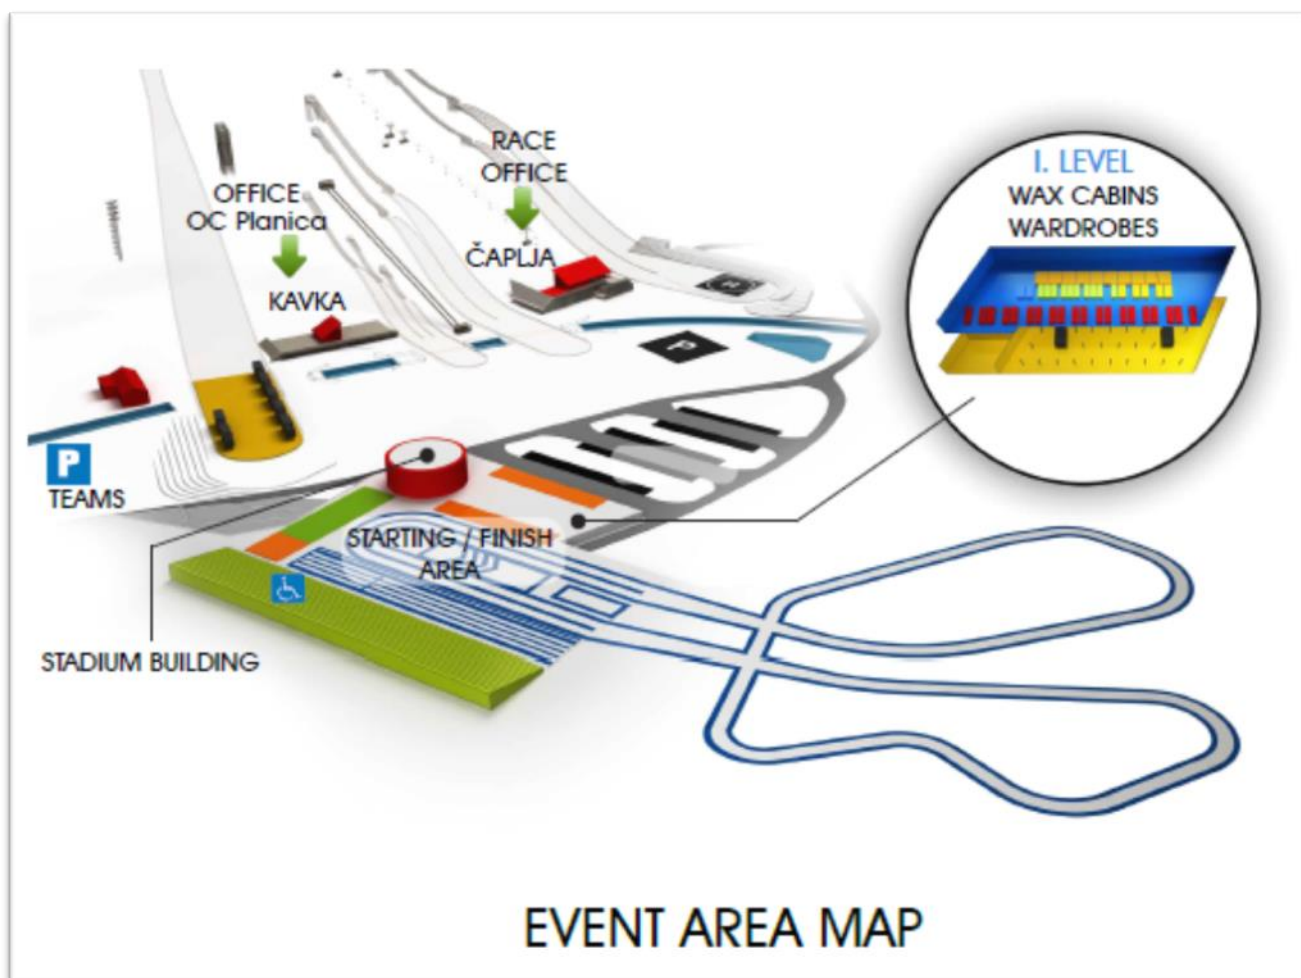 RACE
OFFICE
OFFICE
OC Planica
ČAPLJA
KAVKA
I. LEVEL
WAX CABINS
WARDROBES
P
P
TEAMS
STARTING / FINISH
AREA
STADIUM BUILDING
EVENT AREA MAP